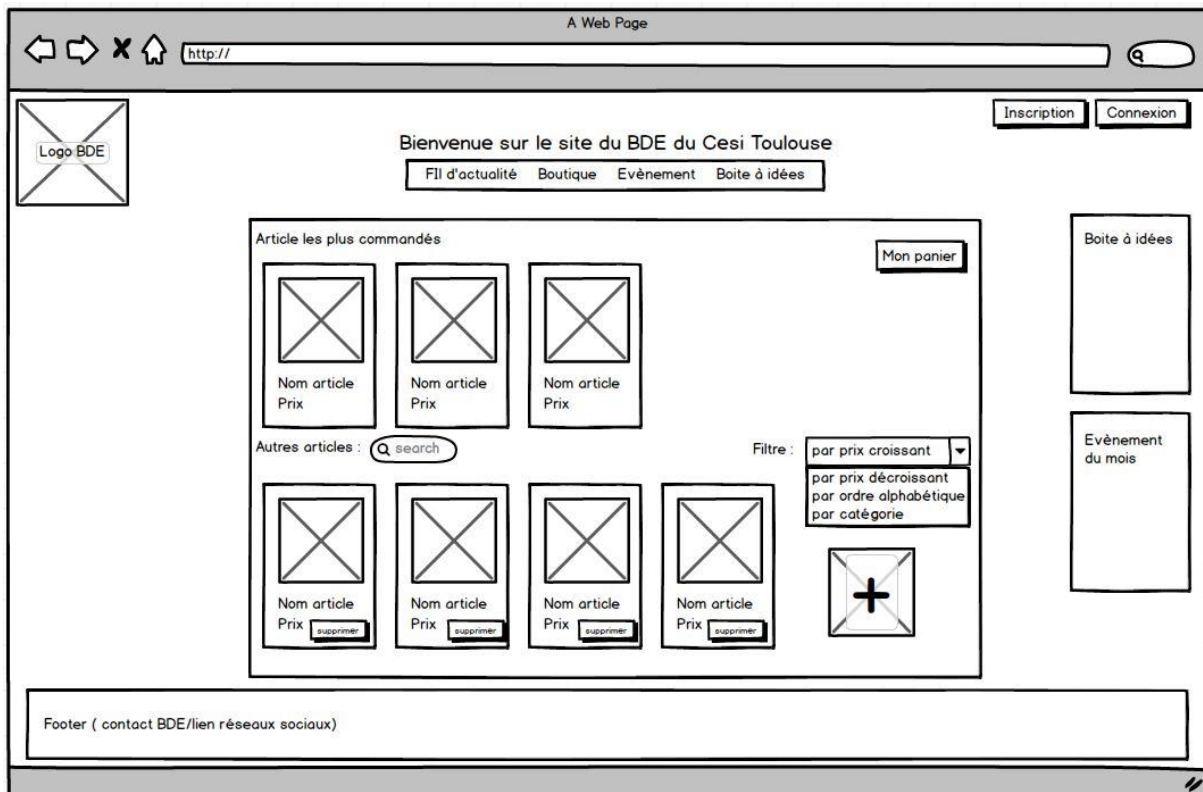 A Web Page
http://
Inscription
Connexion
Logo BDE
Bienvenue sur le site du BDE du Cesi Toulouse
FIl d'actualité Boutique Evènement Boite à idées
Article les plus commandés
Mon panier
Nom article
Prix
Nom article
Prix
Nom article
Prix
Autres articles :
search
Filtre :
par prix croissant
par prix décroissant
par ordre alphabétique
par catégorie
Nom article
Prix
supprimer
Nom article
Prix
supprimer
Nom article
Prix
supprimer
Nom article
Prix
supprimer
Boite à idées
Evènement
du mois
Footer ( contact BDE/lien réseaux sociaux)